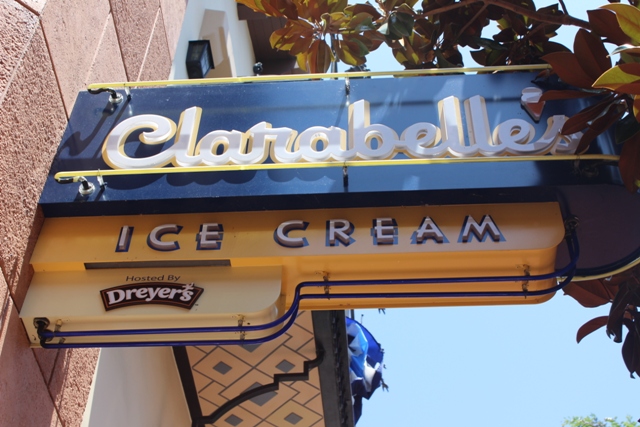 Clarabelle's
ICE CREAM
Hosted By
Dreyer's